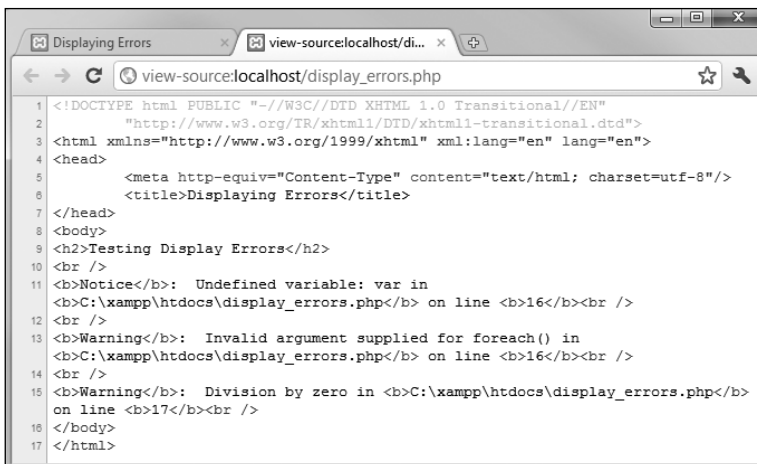 Displaying Errors
view-source:localhost/di...
view-source:localhost/display_errors.php
1 <!DOCTYPE html PUBLIC "-//W3C//DTD XHTML 1.0 Transitional//EN"
2 "http://www.w3.org/TR/xhtml1/DTD/xhtml1-transitional.dtd">
3 <html xmlns="http://www.w3.org/1999/xhtml" xml:lang="en" lang="en">
4 <head>
5 <meta http-equiv="Content-Type" content="text/html; charset=utf-8"/>
6 <title>Displaying Errors</title>
7 </head>
8 <body>
9 <h2>Testing Display Errors</h2>
10 <br />
11 <b>Notice</b>:  Undefined variable: var in
<b>C:\xampp\htdocs\display_errors.php</b> on line <b>16</b><br />
12 <br />
13 <b>Warning</b>:  Invalid argument supplied for foreach() in
<b>C:\xampp\htdocs\display_errors.php</b> on line <b>16</b><br />
14 <br />
15 <b>Warning</b>:  Division by zero in <b>C:\xampp\htdocs\display_errors.php</b>
on line <b>17</b><br />
16 </body>
17 </html>